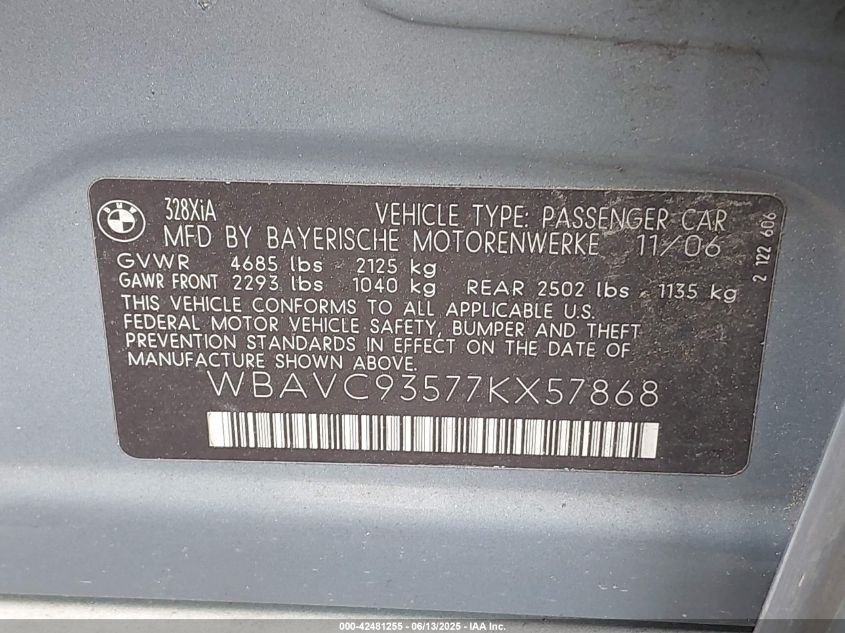 BMW
328XiA
VEHICLE TYPE: PASSENGER CAR
MFD BY BAYERISCHE MOTORENWERKE 11/06
GVWR 4685 lbs 2125 kg
GAWR FRONT 2293 lbs 1040 kg REAR 2502 lbs 1135 kg
THIS VEHICLE CONFORMS TO ALL APPLICABLE U.S.
FEDERAL MOTOR VEHICLE SAFETY, BUMPER AND THEFT
PREVENTION STANDARDS IN EFFECT ON THE DATE OF
MANUFACTURE SHOWN ABOVE.
WBAVC93577KX57868
2 122 606
000-42481255 - 06/13/2025 - IAA Inc.